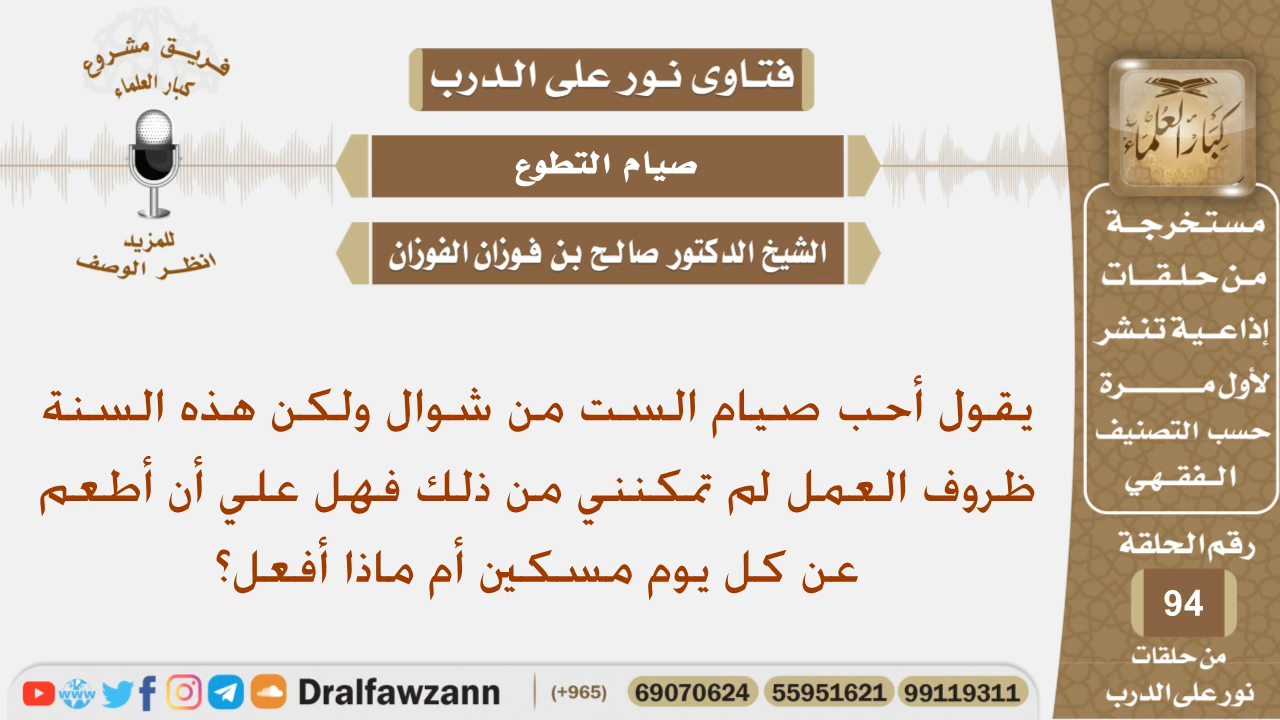 فريق مشروع
كبار العلماء
للمزيد
انظر الوصف
فتاوى نور على الدرب
صيام التطوع
الشيخ الدكتور صالح بن فوزان الفوزان
يقول أحب صيام الست من شوال ولكن هذه السنة
ظروف العمل لم تمكنني من ذلك فهل علي أن أطعم
عن كل يوم مسكين أم ماذا أفعل؟
كبار العلماء
مستخرجة
من حلقات
إذاعية تنشر
لأول مرة
حسب التصنيف
الفقهي
رقم الحلقة
94
من حلقات
نور على الدرب
www Dralfawzann (+965) 69070624 55951621 99119311